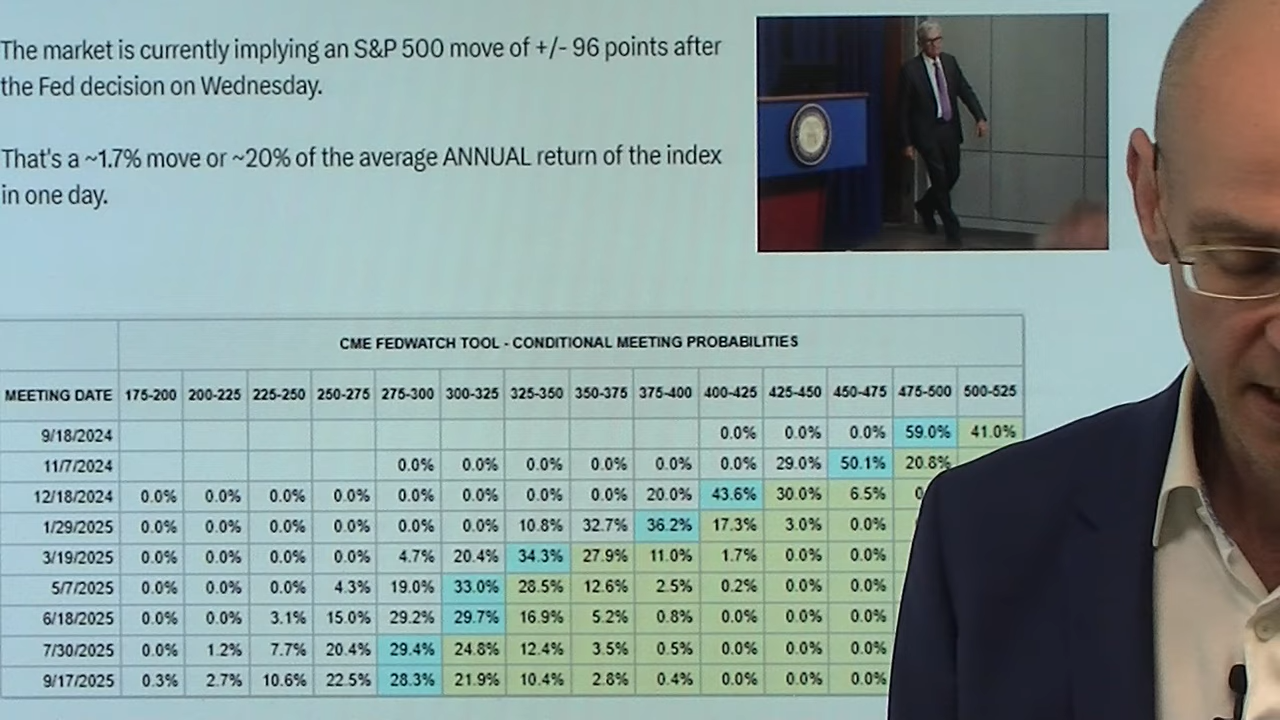 The market is currently implying an S&P 500 move of +/- 96 points after
the Fed decision on Wednesday.
That's a ~1.7% move or ~20% of the average ANNUAL return of the index
in one day.
CME FEDWATCH TOOL - CONDITIONAL MEETING PROBABILITIES
MEETING DATE 175-200 200-225 225-250 250-275 275-300 300-325 325-350 350-375 375-400 400-425 425-450 450-475 475-500 500-525
9/18/2024 0.0% 0.0% 0.0% 59.0% 41.0%
11/7/2024 0.0% 0.0% 0.0% 0.0% 0.0% 0.0% 29.0% 50.1% 20.8%
12/18/2024 0.0% 0.0% 0.0% 0.0% 0.0% 0.0% 0.0% 0.0% 20.0% 43.6% 30.0% 6.5%
1/29/2025 0.0% 0.0% 0.0% 0.0% 0.0% 0.0% 10.8% 32.7% 36.2% 17.3% 3.0% 0.0%
3/19/2025 0.0% 0.0% 0.0% 0.0% 4.7% 20.4% 34.3% 27.9% 11.0% 1.7% 0.0% 0.0%
5/7/2025 0.0% 0.0% 0.0% 4.3% 19.0% 33.0% 28.5% 12.6% 2.5% 0.2% 0.0% 0.0%
6/18/2025 0.0% 0.0% 3.1% 15.0% 29.2% 29.7% 16.9% 5.2% 0.8% 0.0% 0.0% 0.0%
7/30/2025 0.0% 1.2% 7.7% 20.4% 29.4% 24.8% 12.4% 3.5% 0.5% 0.0% 0.0% 0.0%
9/17/2025 0.3% 2.7% 10.6% 22.5% 28.3% 21.9% 10.4% 2.8% 0.4% 0.0% 0.0% 0.0%